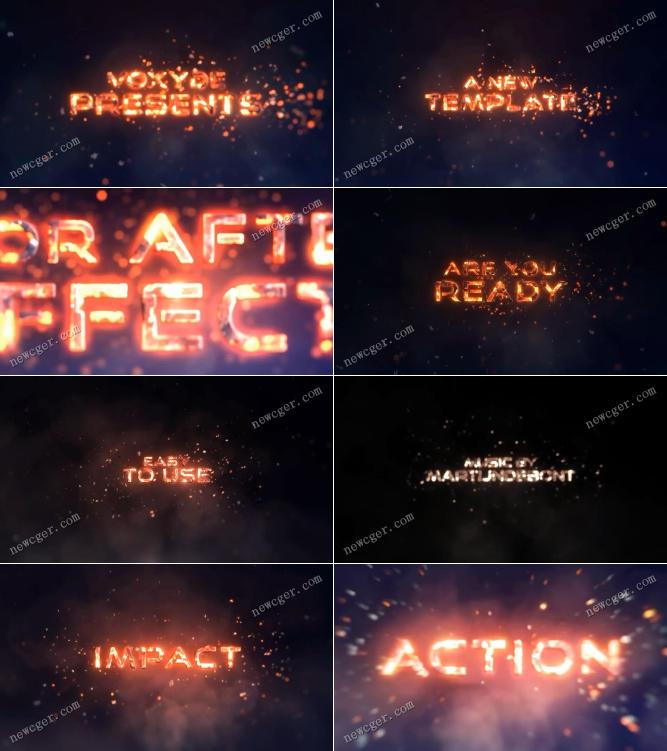 VOXYDE
PRESENTS
newcger.com
newcger.com
A NEW
TEMPLATE
newcger.com
newcger.com
OR AFTE
FFECT
newcger.com
newcger.com
ARE YOU
READY
newcger.com
newcger.com
EASY
TO USE
newcger.com
newcger.com
MUSIC BY
newcger.com
newcger.com
IMPACT
newcger.com
newcger.com
ACTION
newcger.com
newcger.com